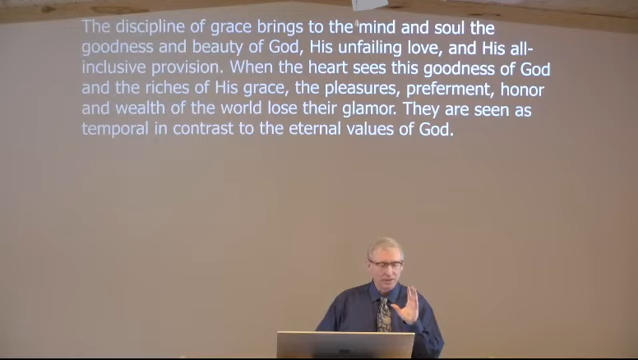 The discipline of grace brings to the mind and soul the
goodness and beauty of God, His unfailing love, and His all-
inclusive provision. When the heart sees this goodness of God
and the riches of His grace, the pleasures, preferment, honor
and wealth of the world lose their glamor. They are seen as
temporal in contrast to the eternal values of God.